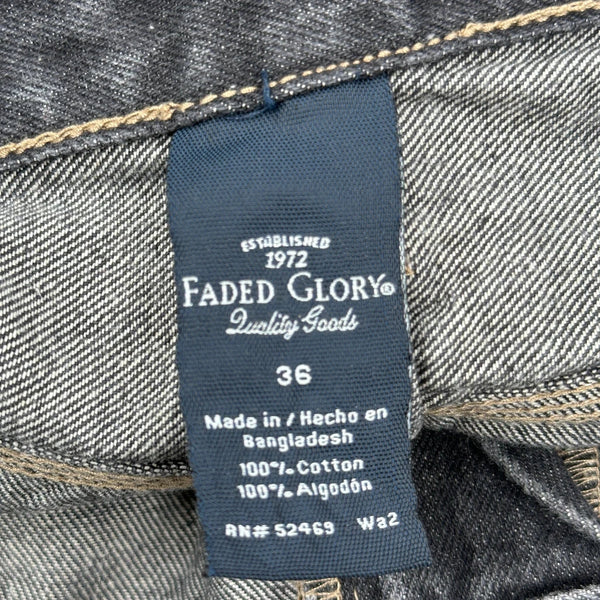 ESTABLISHED
1972
FADED GLORY®
Quality Goods
36
Made in / Hecho en
Bangladesh
100% Cotton
100% Algodón
RN# 52469 Wa2